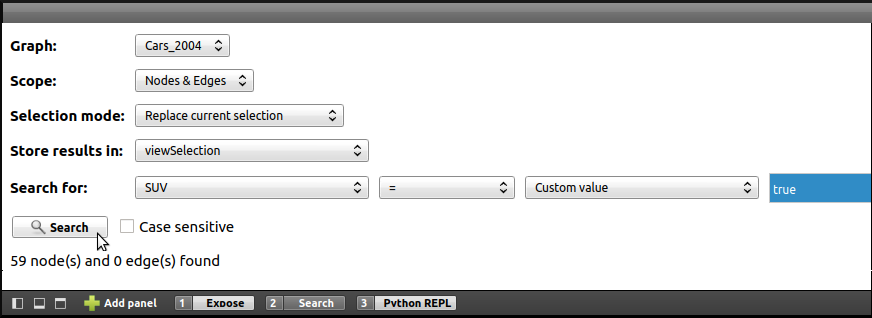 Graph: Cars_2004
Scope: Nodes & Edges
Selection mode: Replace current selection
Store results in: viewSelection
Search for: SUV = Custom value true
Search Case sensitive
59 node(s) and 0 edge(s) found
Add panel 1 Expose 2 Search 3 Python REPL